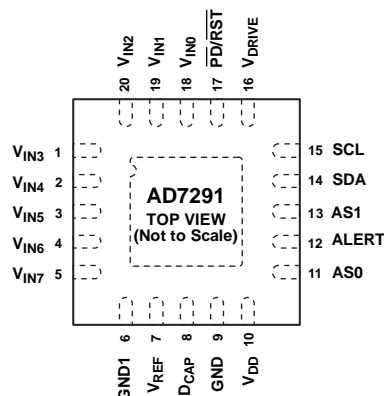 VIN2
VIN1
VIN0
PD/RST
VDRIVE
20
19
18
17
16
VIN3 1
VIN4 2
VIN5 3
VIN6 4
VIN7 5
AD7291
TOP VIEW
(Not to Scale)
15 SCL
14 SDA
13 AS1
12 ALERT
11 AS0
6
7
8
9
10
GND1
VREF
DCAP
GND
VDD